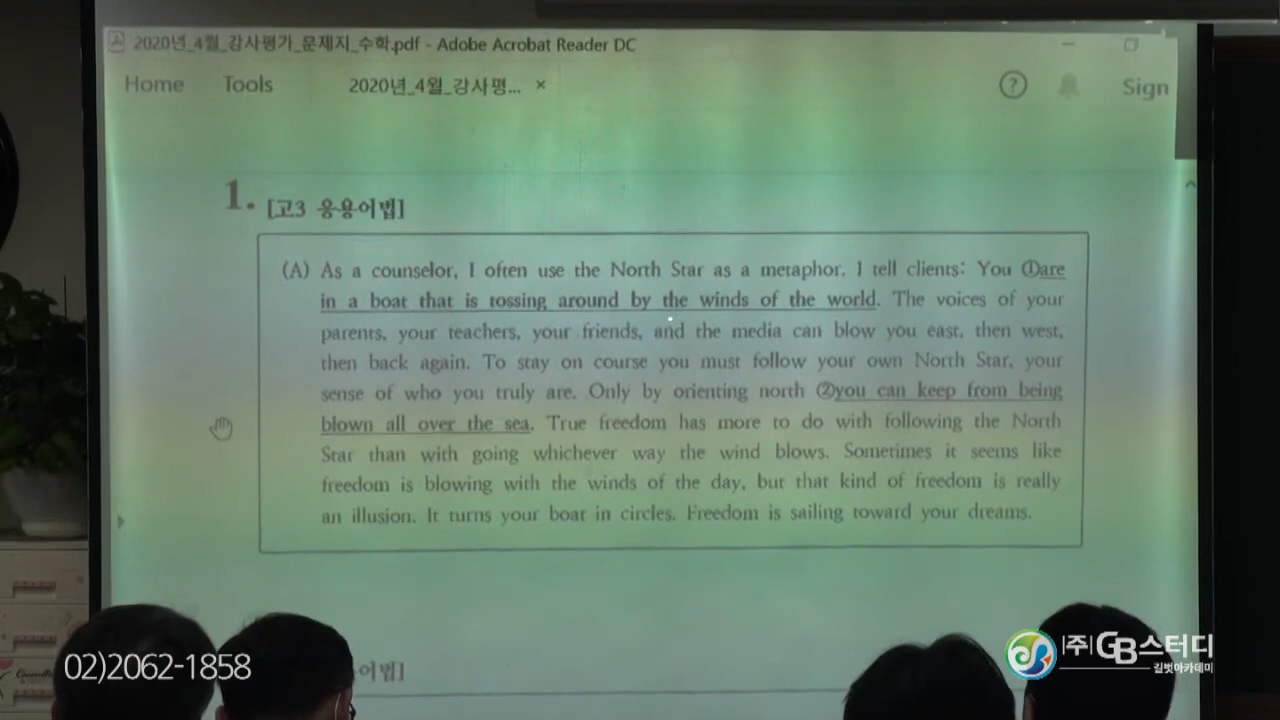 2020년_4월_강사평가_문제지_수학.pdf - Adobe Acrobat Reader DC
Home Tools 2020년_4월_강사평... × ? Sign
1. [고3 응용어법]
(A) As a counselor, I often use the North Star as a metaphor. I tell clients: You ①are
in a boat that is tossing around by the winds of the world. The voices of your
parents, your teachers, your friends, and the media can blow you east, then west,
then back again. To stay on course you must follow your own North Star, your
sense of who you truly are. Only by orienting north ②you can keep from being
blown all over the sea. True freedom has more to do with following the North
Star than with going whichever way the wind blows. Sometimes it seems like
freedom is blowing with the winds of the day, but that kind of freedom is really
an illusion. It turns your boat in circles. Freedom is sailing toward your dreams.
어법]
02)2062-1858
(주)GB스터디
길벗아카데미